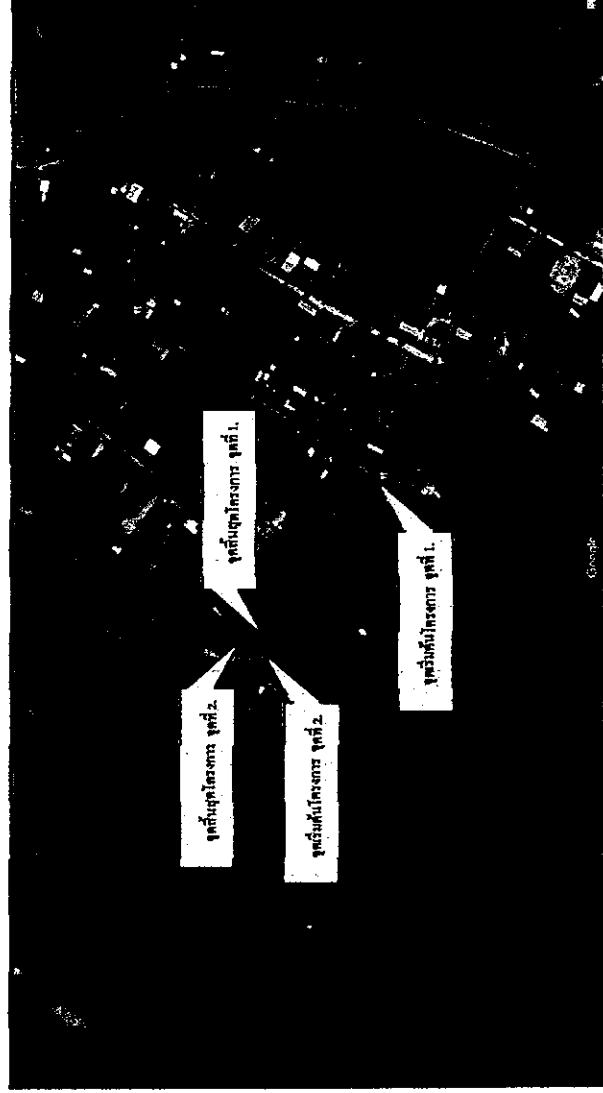 จุดสิ้นสุดโครงการ จุดที่ 2.
จุดเริ่มต้นโครงการ จุดที่ 2.
จุดสิ้นสุดโครงการ จุดที่ 1.
จุดเริ่มต้นโครงการ จุดที่ 1.
Google